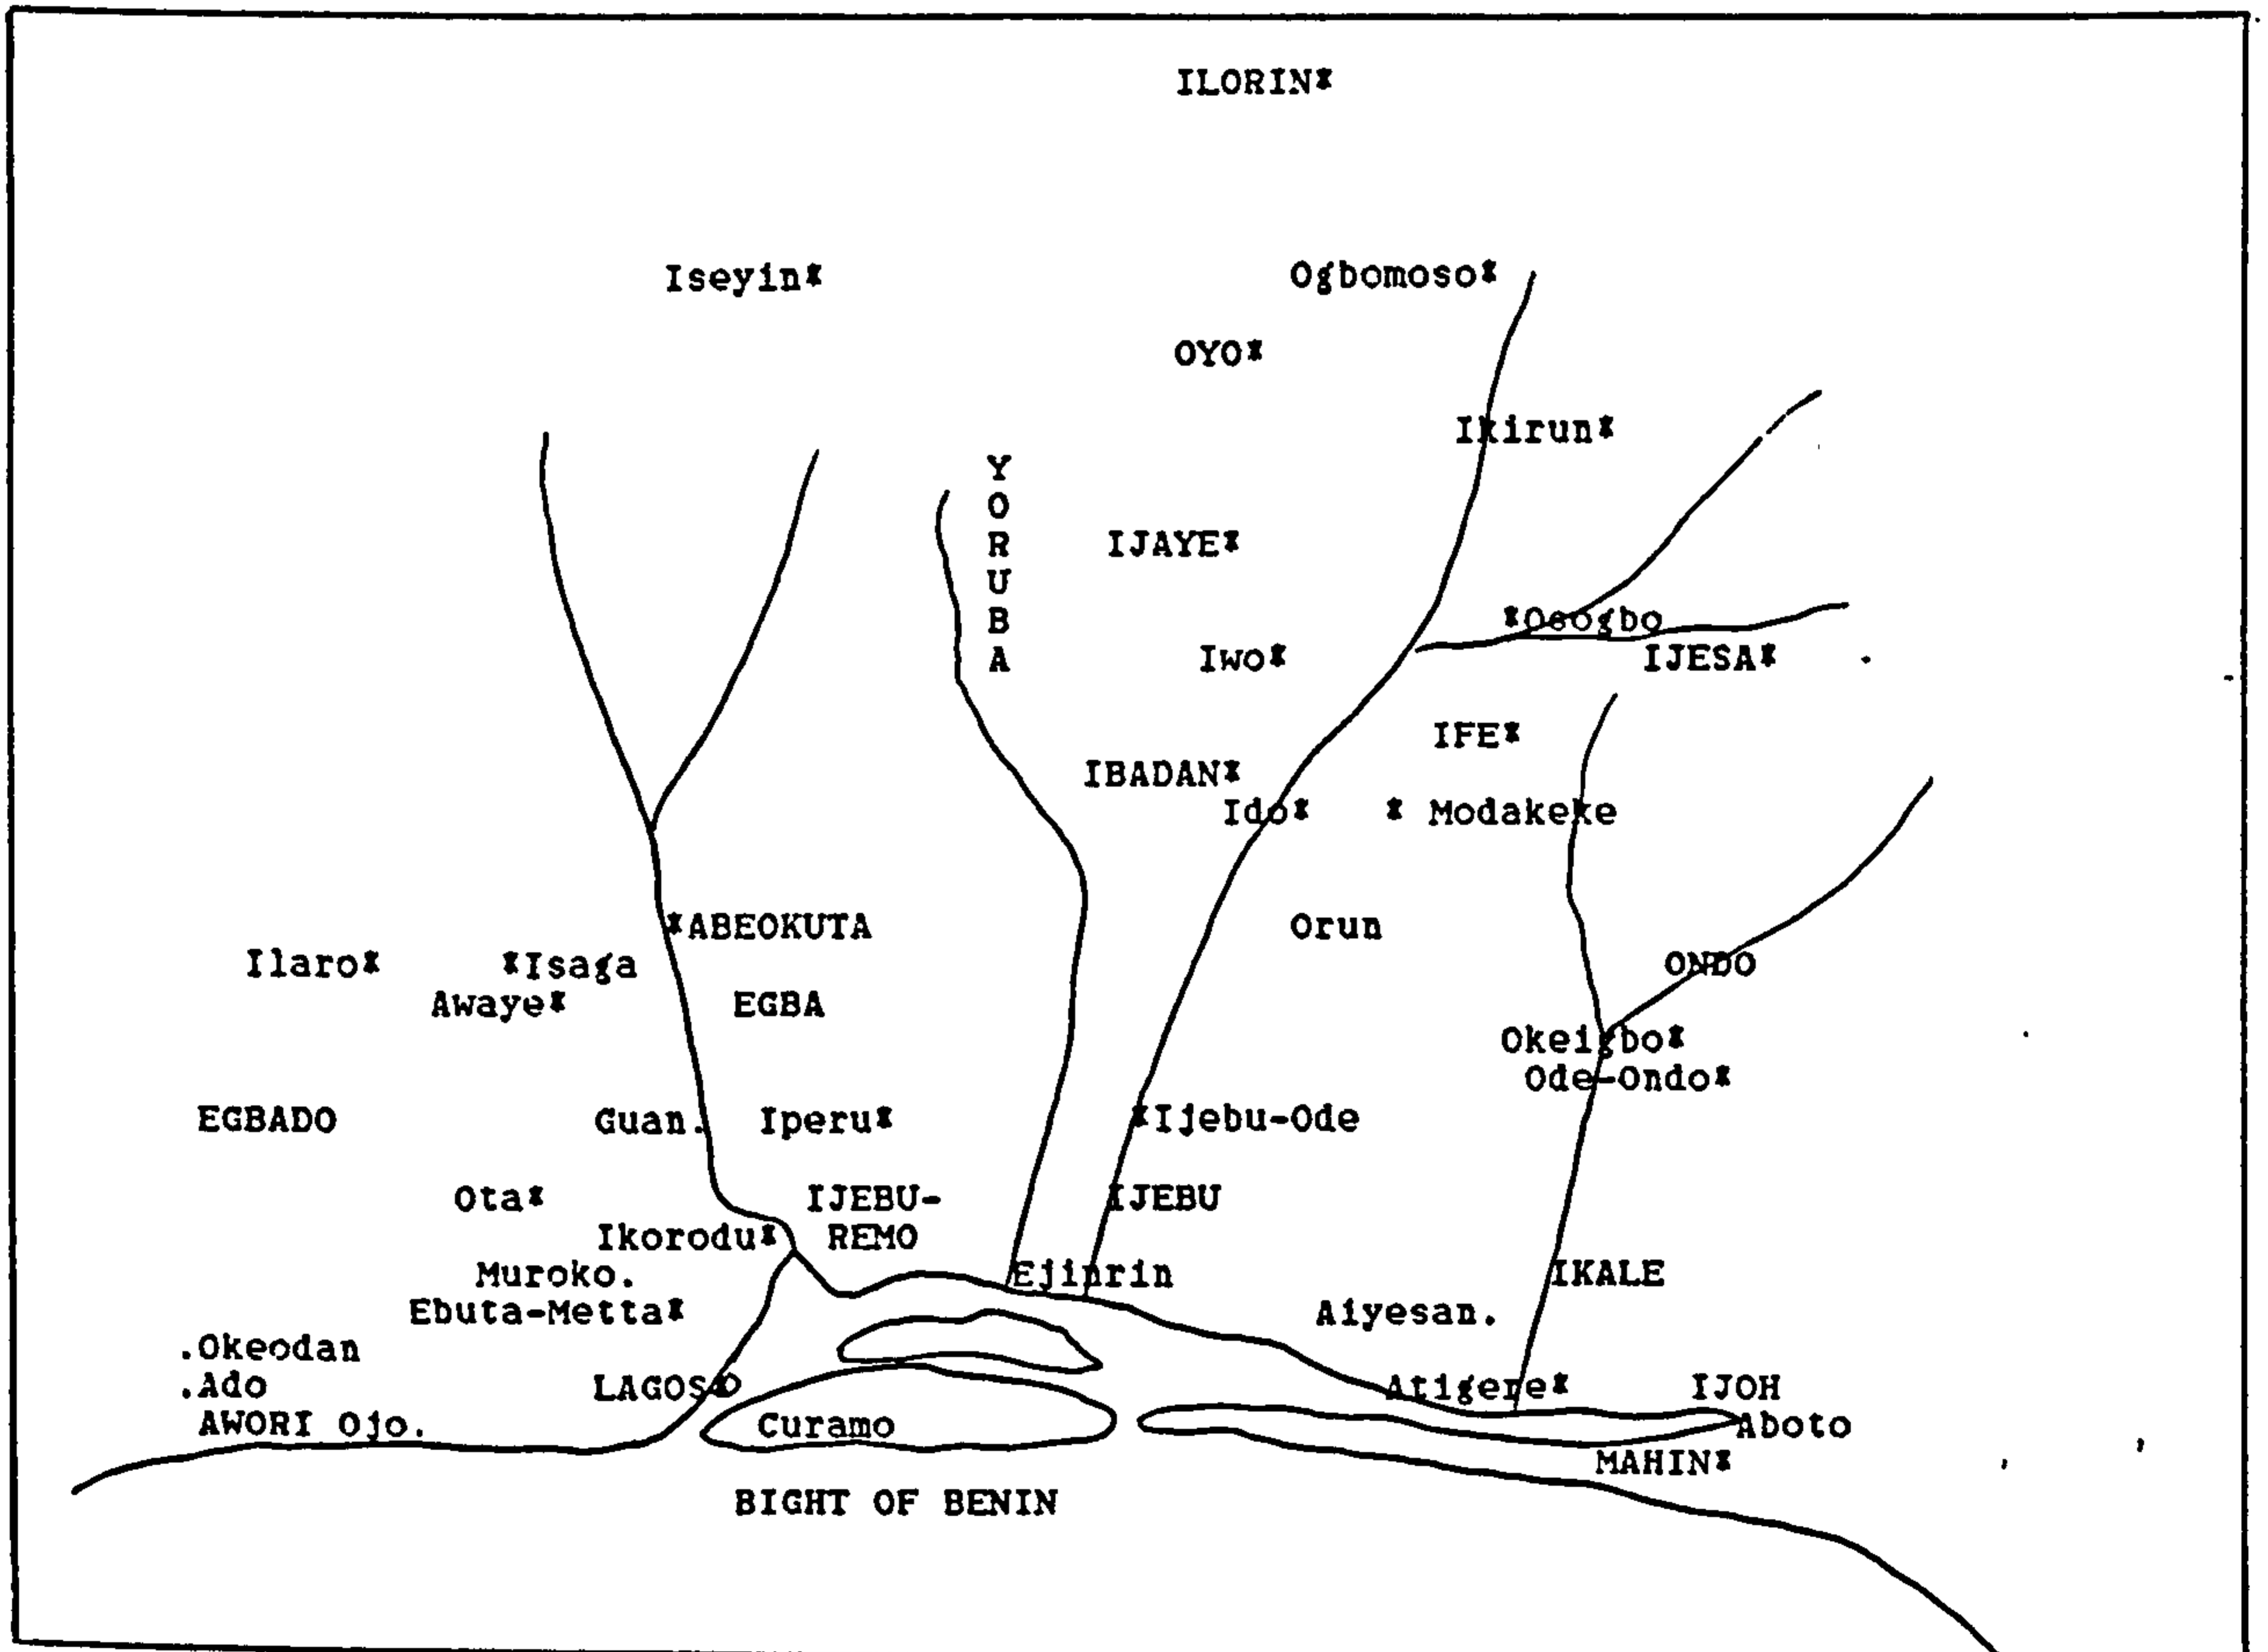 ILORIN*
Iseyin*
Ogbomoso*
OYO*
Ikirun*
YORUBA
IJAYE*
*Osogbo
Iwo*
IJESA*
IFE*
IBADAN*
Ido*
* Modakeke
*ABEOKUTA
Orun
Ilaro*
*Isaga
ONDO
Awaye*
EGBA
Okeigbo*
Ode-Ondo*
EGBADO
Guan.
Iperu*
*Ijebu-Ode
Ota*
IJEBU-
REMO
IJEBU
Ikorodu*
Muroko.
Ejinrin
IKALE
Ebuta-Metta*
Aiyesan.
.Okeodan
.Ado
LAGOS*
Atigere*
IJOH
AWORI Ojo.
Curamo
Aboto
MAHIN*
BIGHT OF BENIN